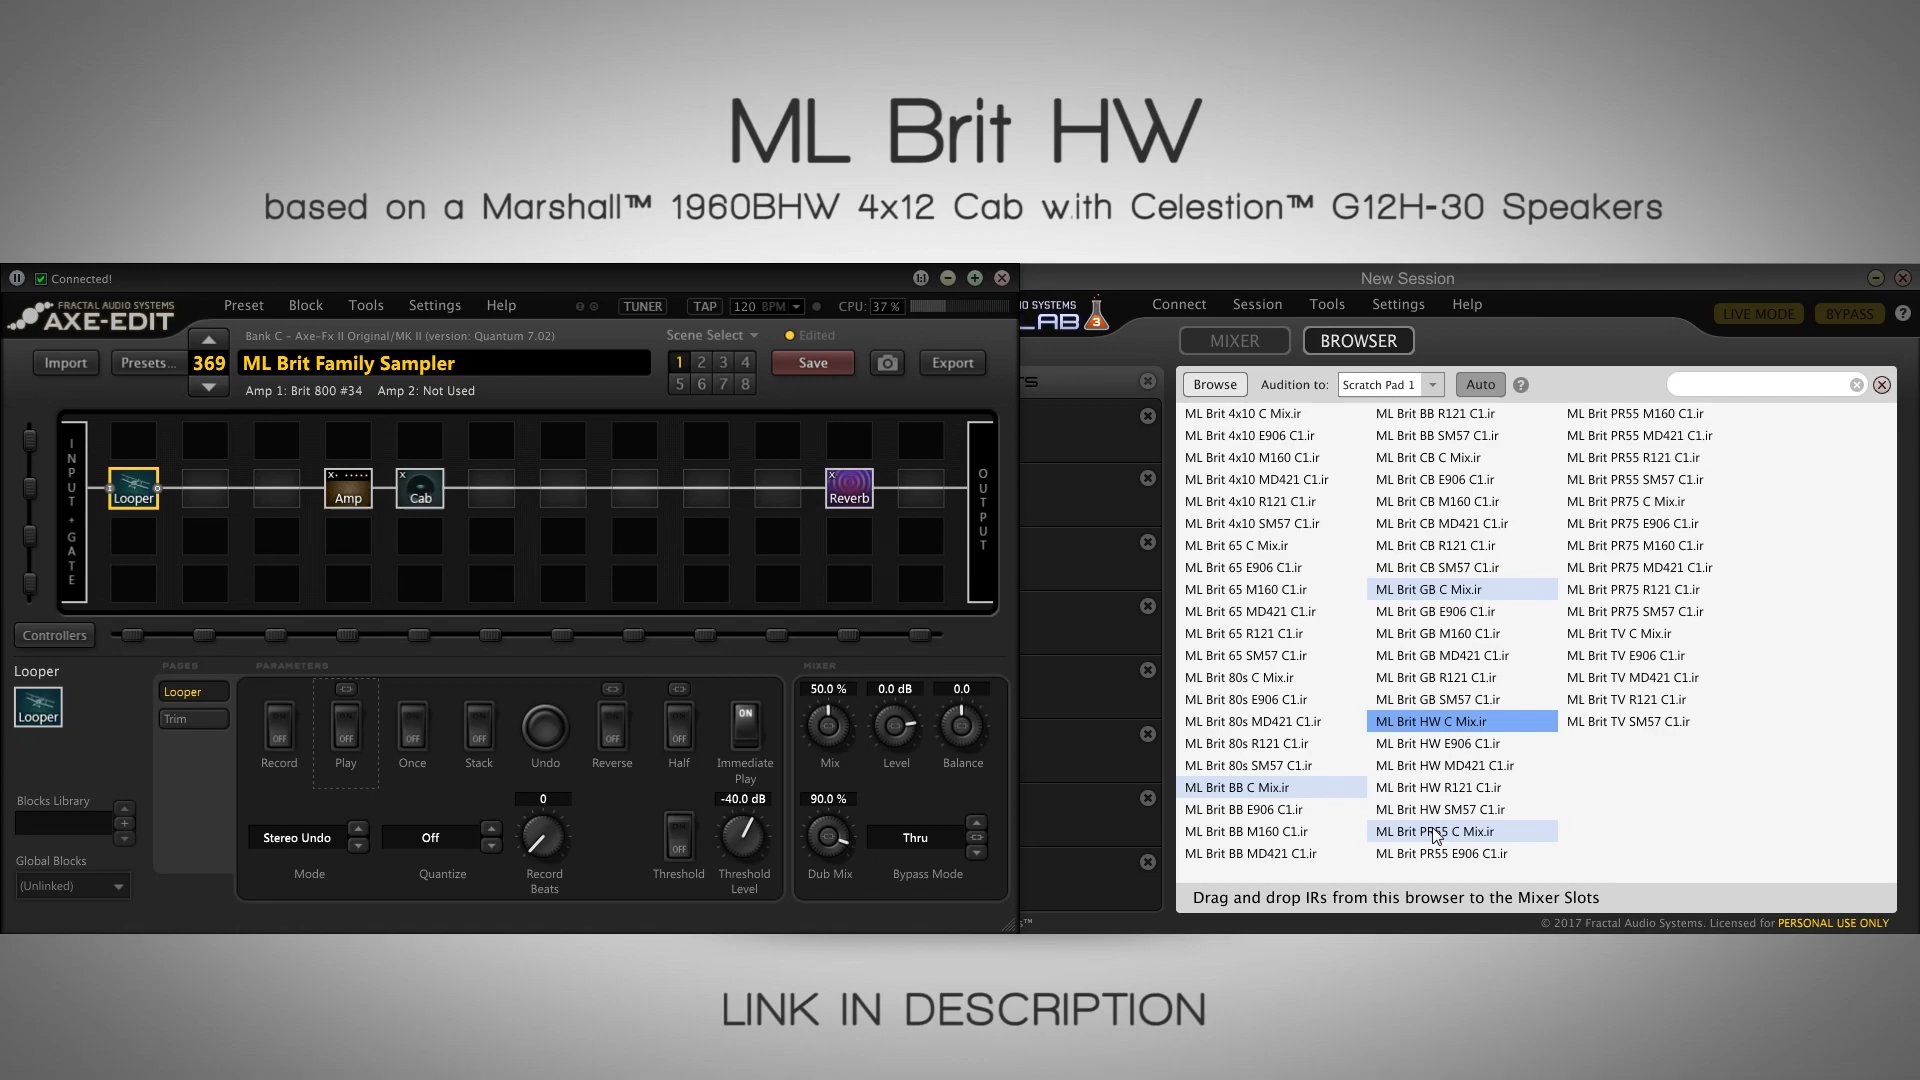 ML Brit HW
based on a Marshall™ 1960BHW 4x12 Cab with Celestion™ G12H-30 Speakers
Connected!
FRACTAL AUDIO SYSTEMS
AXE-EDIT
Preset Block Tools Settings Help
TUNER TAP 120 BPM CPU: 37 %
Bank C - Axe-Fx II Original/MK II (version: Quantum 7.02)
Scene Select Edited
Import Presets... 369 ML Brit Family Sampler
1 2 3 4
5 6 7 8
Save Export
Amp 1: Brit 800 #34 Amp 2: Not Used
INPUT + GATE
Looper Amp Cab Reverb
OUTPUT
Controllers
Looper
Looper
Blocks Library
Global Blocks
(Unlinked)
PAGES
Looper
Trim
PARAMETERS
ON OFF ON OFF ON OFF ON OFF ON OFF ON OFF ON
Record Play Once Stack Undo Reverse Half Immediate Play
0 -40.0 dB
Stereo Undo Off ON OFF
Mode Quantize Record Beats Threshold Threshold Level
MIXER
50.0 % 0.0 dB 0.0
Mix Level Balance
90.0 %
Thru
Dub Mix Bypass Mode
New Session
O SYSTEMS
LAB 3
Connect Session Tools Settings Help
LIVE MODE BYPASS ?
MIXER BROWSER
Browse Audition to: Scratch Pad 1 Auto ?
ML Brit 4x10 C Mix.ir
ML Brit 4x10 E906 C1.ir
ML Brit 4x10 M160 C1.ir
ML Brit 4x10 MD421 C1.ir
ML Brit 4x10 R121 C1.ir
ML Brit 4x10 SM57 C1.ir
ML Brit 65 C Mix.ir
ML Brit 65 E906 C1.ir
ML Brit 65 M160 C1.ir
ML Brit 65 MD421 C1.ir
ML Brit 65 R121 C1.ir
ML Brit 65 SM57 C1.ir
ML Brit 80s C Mix.ir
ML Brit 80s E906 C1.ir
ML Brit 80s MD421 C1.ir
ML Brit 80s R121 C1.ir
ML Brit 80s SM57 C1.ir
ML Brit BB C Mix.ir
ML Brit BB E906 C1.ir
ML Brit BB M160 C1.ir
ML Brit BB MD421 C1.ir
ML Brit BB R121 C1.ir
ML Brit BB SM57 C1.ir
ML Brit CB C Mix.ir
ML Brit CB E906 C1.ir
ML Brit CB M160 C1.ir
ML Brit CB MD421 C1.ir
ML Brit CB R121 C1.ir
ML Brit CB SM57 C1.ir
ML Brit GB C Mix.ir
ML Brit GB E906 C1.ir
ML Brit GB M160 C1.ir
ML Brit GB MD421 C1.ir
ML Brit GB R121 C1.ir
ML Brit GB SM57 C1.ir
ML Brit HW C Mix.ir
ML Brit HW E906 C1.ir
ML Brit HW MD421 C1.ir
ML Brit HW R121 C1.ir
ML Brit HW SM57 C1.ir
ML Brit PR55 C Mix.ir
ML Brit PR55 E906 C1.ir
ML Brit PR55 M160 C1.ir
ML Brit PR55 MD421 C1.ir
ML Brit PR55 R121 C1.ir
ML Brit PR55 SM57 C1.ir
ML Brit PR75 C Mix.ir
ML Brit PR75 E906 C1.ir
ML Brit PR75 M160 C1.ir
ML Brit PR75 MD421 C1.ir
ML Brit PR75 R121 C1.ir
ML Brit PR75 SM57 C1.ir
ML Brit TV C Mix.ir
ML Brit TV E906 C1.ir
ML Brit TV MD421 C1.ir
ML Brit TV R121 C1.ir
ML Brit TV SM57 C1.ir
Drag and drop IRs from this browser to the Mixer Slots
© 2017 Fractal Audio Systems. Licensed for PERSONAL USE ONLY
LINK IN DESCRIPTION